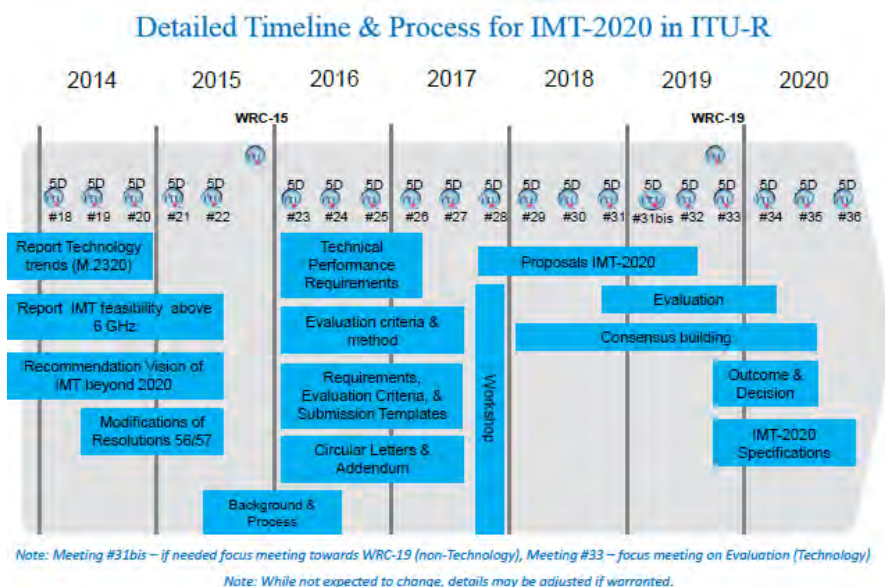 Detailed Timeline & Process for IMT-2020 in ITU-R
2014 2015 2016 2017 2018 2019 2020
WRC-15 WRC-19
5D 5D 5D 5D 5D 5D 5D 5D 5D 5D 5D 5D 5D 5D 5D 5D 5D 5D 5D 5D
#18 #19 #20 #21 #22 #23 #24 #25 #26 #27 #28 #29 #30 #31 #31bis #32 #33 #34 #35 #36
Report Technology
trends (M.2320)
Report IMT feasibility above
6 GHz
Recommendation Vision of
IMT beyond 2020
Modifications of
Resolutions 56/57
Background &
Process
Technical
Performance
Requirements
Evaluation criteria &
method
Requirements,
Evaluation Criteria, &
Submission Templates
Circular Letters &
Addendum
Workshop
Proposals IMT-2020
Evaluation
Consensus building
Outcome &
Decision
IMT-2020
Specifications
Note: Meeting #31bis – if needed focus meeting towards WRC-19 (non-Technology), Meeting #33 – focus meeting on Evaluation (Technology)
Note: While not expected to change, details may be adjusted if warranted.